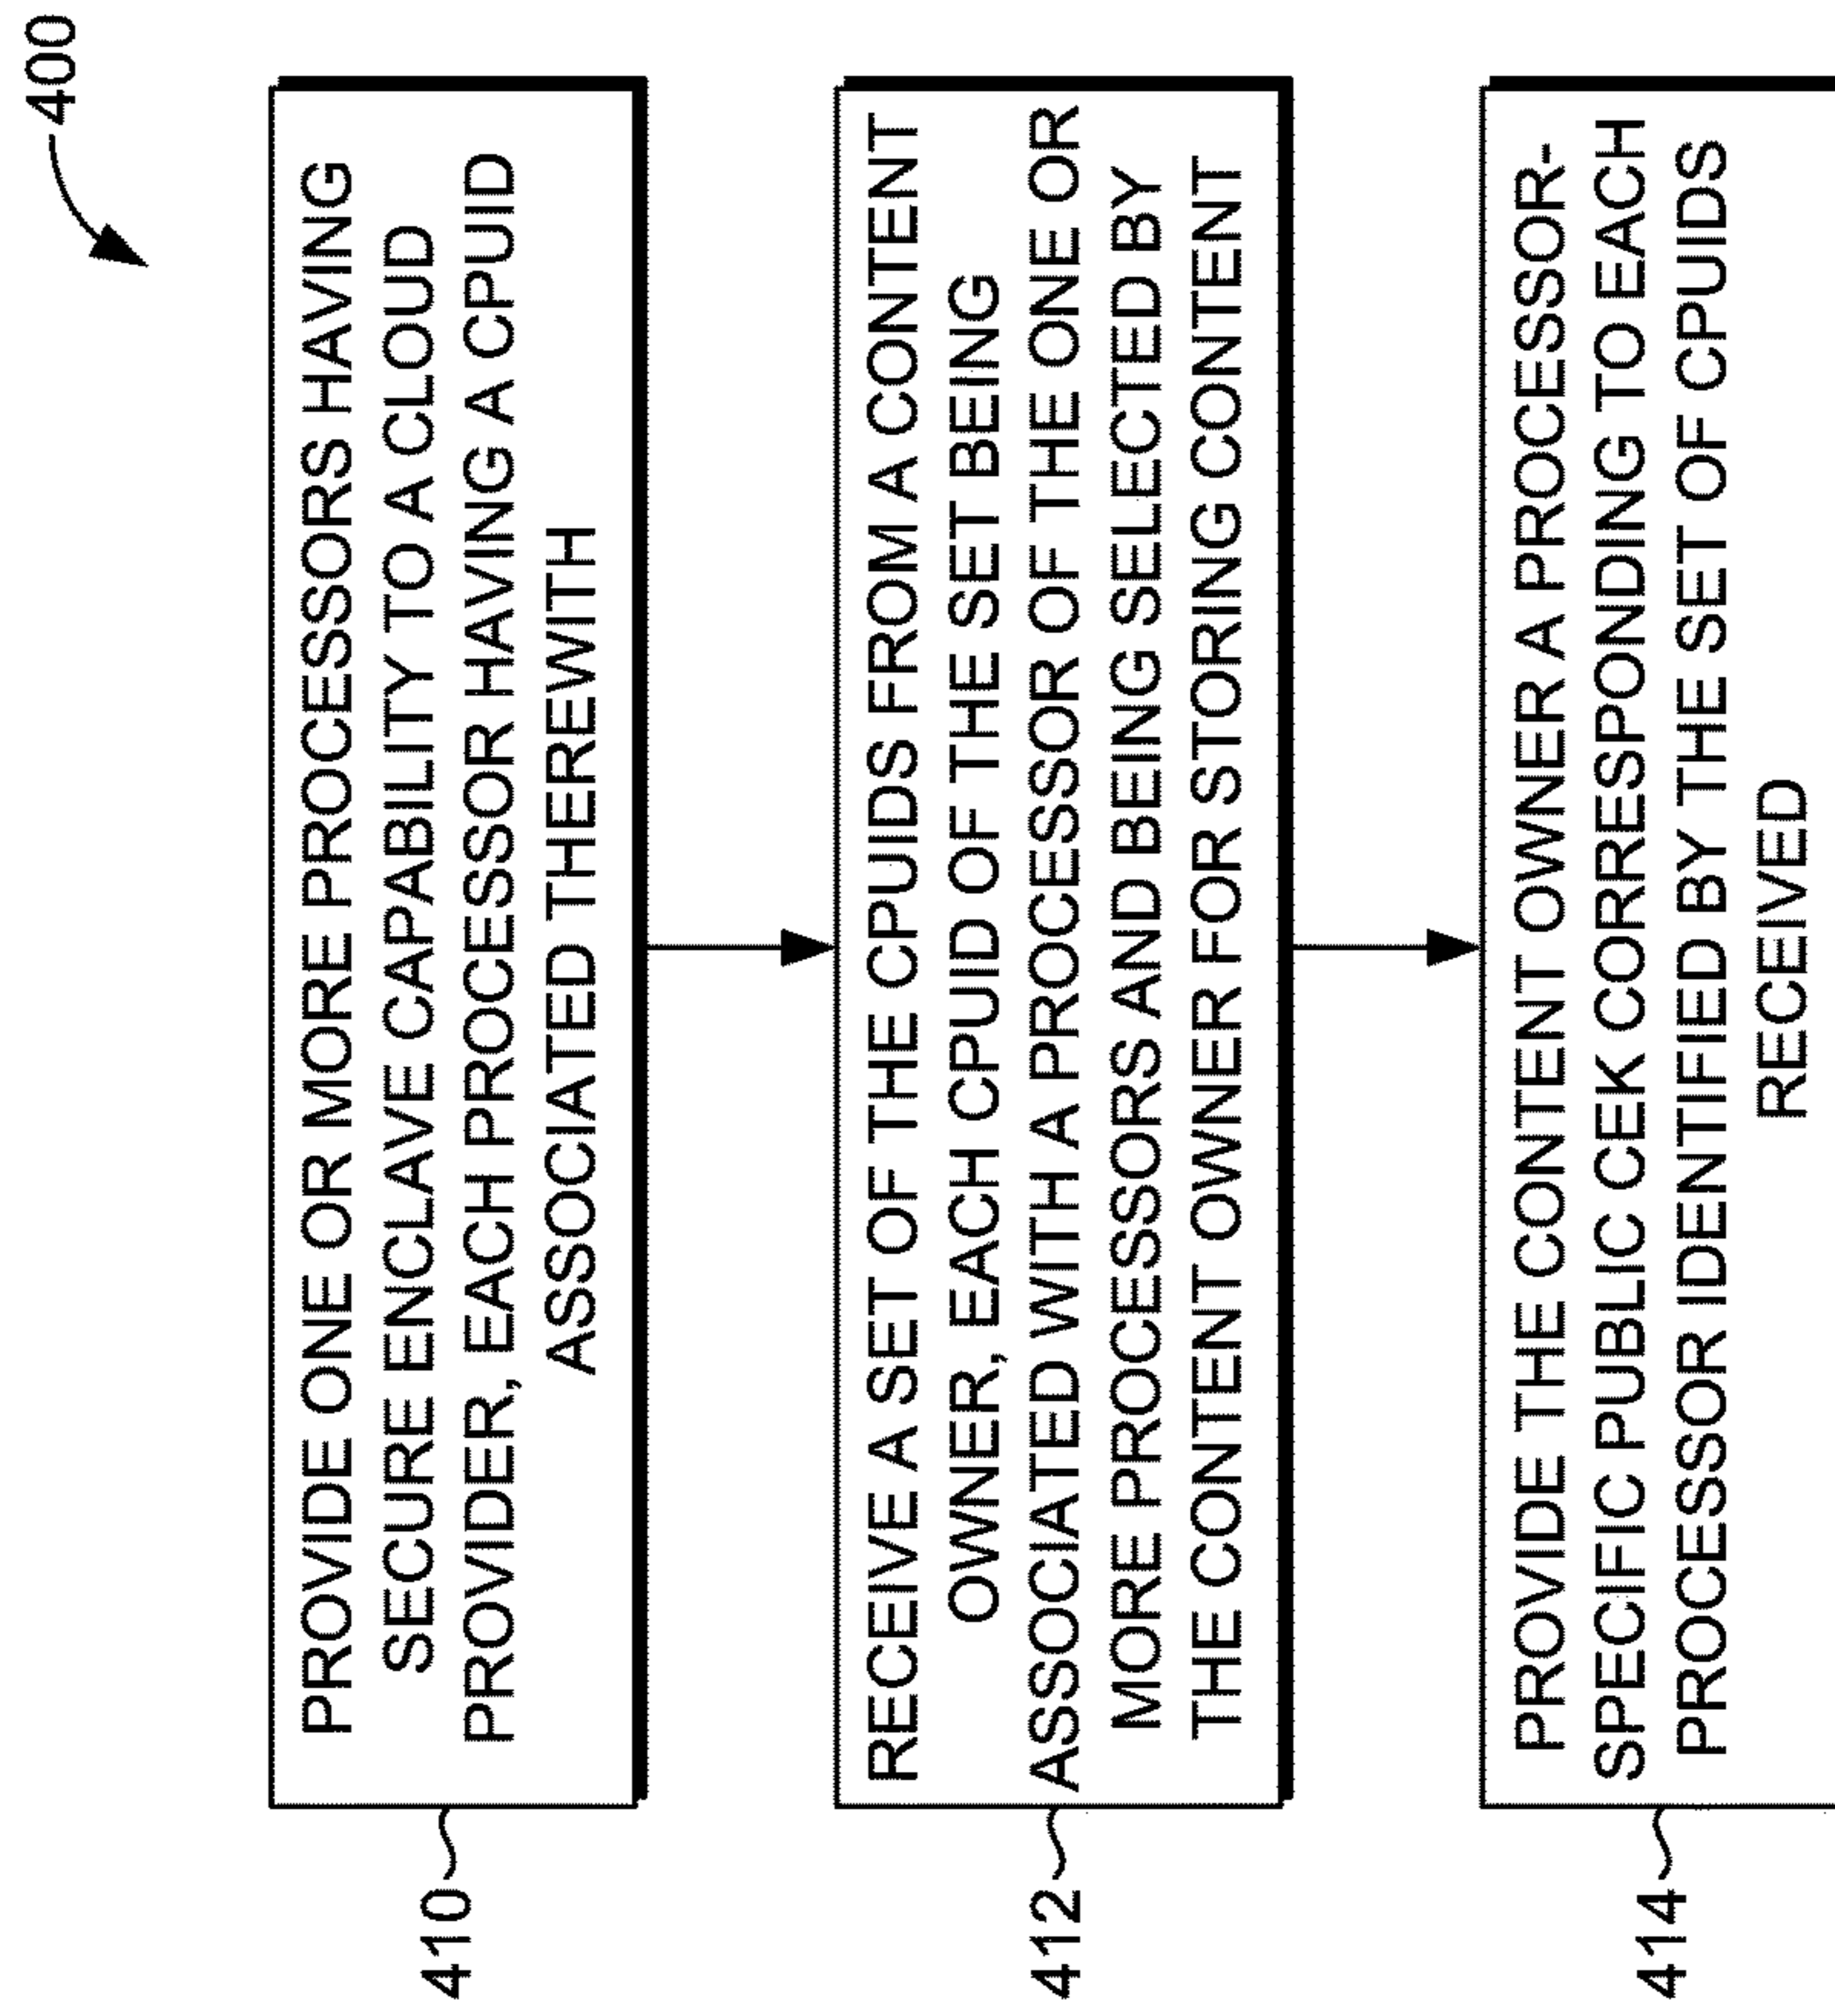 400
410
PROVIDE ONE OR MORE PROCESSORS HAVING
SECURE ENCLAVE CAPABILITY TO A CLOUD
PROVIDER, EACH PROCESSOR HAVING A CPUID
ASSOCIATED THEREWITH
412
RECEIVE A SET OF THE CPUIDS FROM A CONTENT
OWNER, EACH CPUID OF THE SET BEING
ASSOCIATED WITH A PROCESSOR OF THE ONE OR
MORE PROCESSORS AND BEING SELECTED BY
THE CONTENT OWNER FOR STORING CONTENT
414
PROVIDE THE CONTENT OWNER A PROCESSOR-
SPECIFIC PUBLIC CEK CORRESPONDING TO EACH
PROCESSOR IDENTIFIED BY THE SET OF CPUIDS
RECEIVED